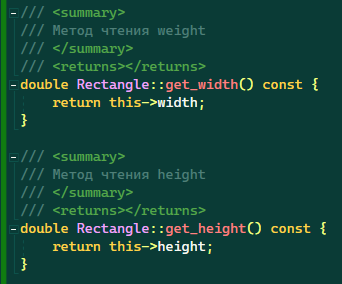 /// <summary>
/// Метод чтения weight
/// </summary>
/// <returns></returns>
double Rectangle::get_width() const {
    return this->width;
}

/// <summary>
/// Метод чтения height
/// </summary>
/// <returns></returns>
double Rectangle::get_height() const {
    return this->height;
}